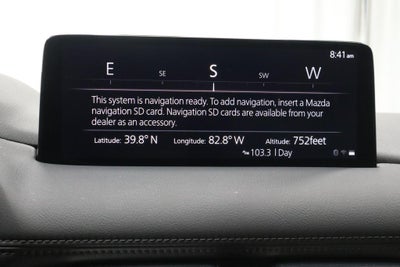 8:41am
E SE S SW W
This system is navigation ready. To add navigation, insert a Mazda
navigation SD card. Navigation SD cards are available from your
dealer as an accessory.
Latitude: 39.8° N Longitude: 82.8° W Altitude: 752feet
103.3 | Day